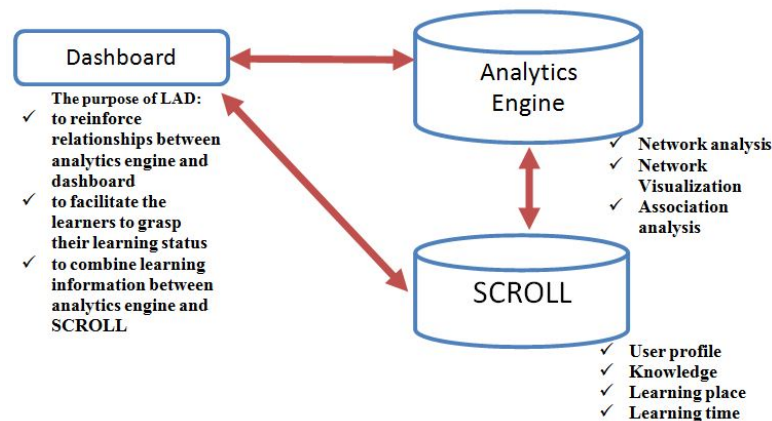 Dashboard
The purpose of LAD:
✓ to reinforce
relationships between
analytics engine and
dashboard
✓ to facilitate the
learners to grasp
their learning status
✓ to combine learning
information between
analytics engine and
SCROLL
Analytics
Engine
✓ Network analysis
✓ Network
Visualization
✓ Association
analysis
SCROLL
✓ User profile
✓ Knowledge
✓ Learning place
✓ Learning time